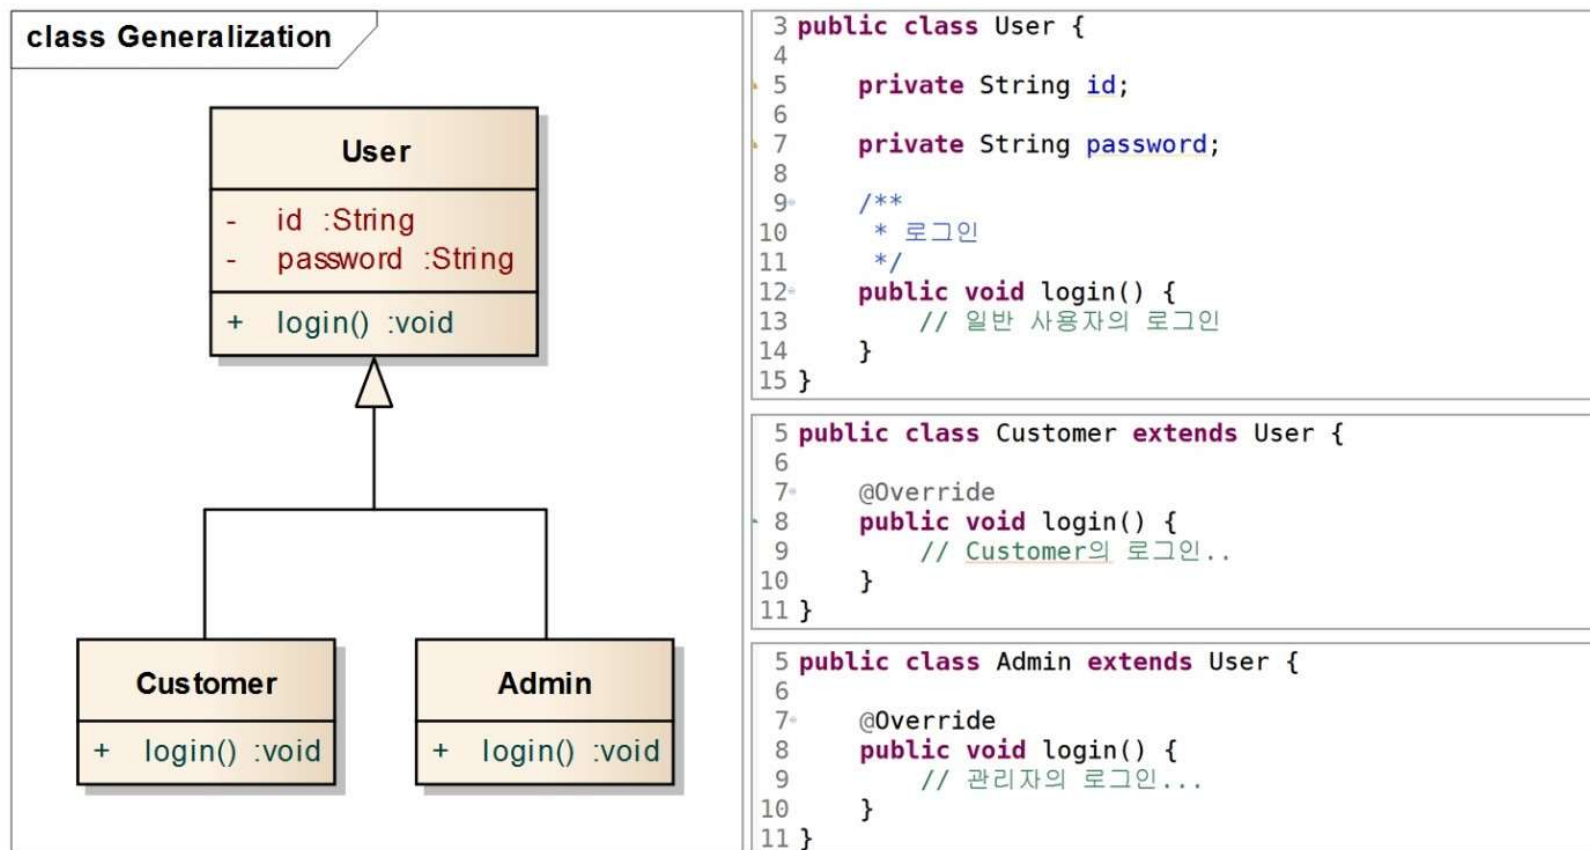 class Generalization
User
- id :String
- password :String
+ login() :void
Customer
+ login() :void
Admin
+ login() :void
3 public class User {
4
5 private String id;
6
7 private String password;
8
9 /**
10 * 로그인
11 */
12 public void login() {
13 // 일반 사용자의 로그인
14 }
15 }
5 public class Customer extends User {
6
7 @Override
8 public void login() {
9 // Customer의 로그인..
10 }
11 }
5 public class Admin extends User {
6
7 @Override
8 public void login() {
9 // 관리자의 로그인...
10 }
11 }